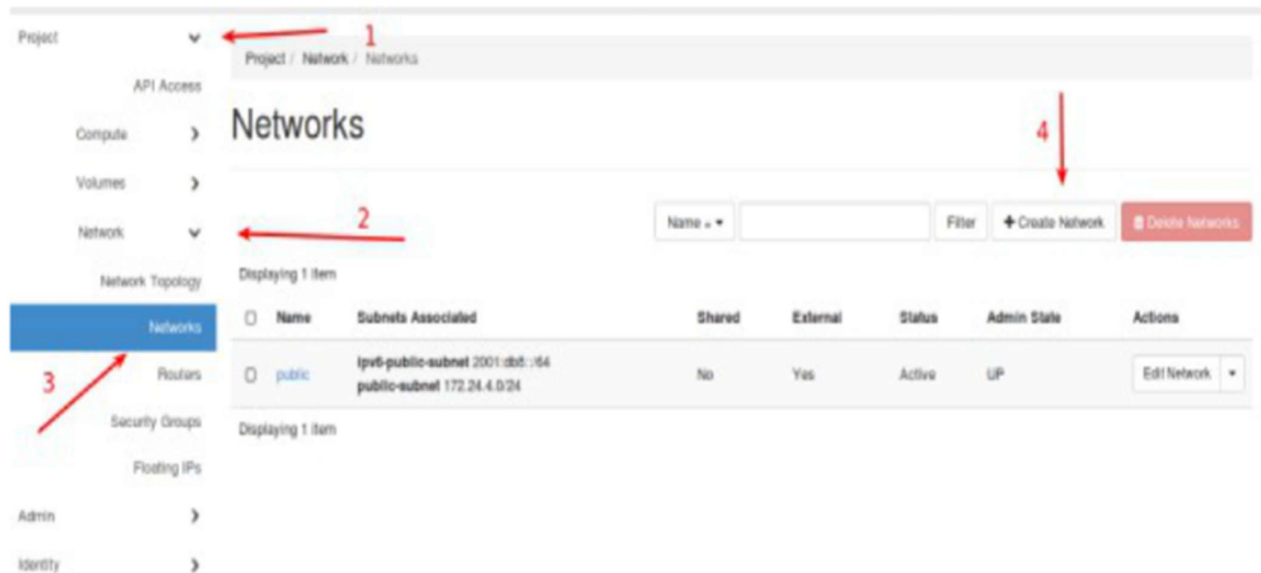 Project
1
Project / Network / Networks
API Access
Networks
Compute
4
Volumes
2
Name = Filter + Create Network Delete Networks
Network
Network Topology
Displaying 1 item
Networks
Name Subnets Associated Shared External Status Admin State Actions
3
Routers
public ipv6-public-subnet 2001:db8::/64 No Yes Active UP Edit Network
public-subnet 172.24.4.0/24
Security Groups
Displaying 1 item
Floating IPs
Admin
Identity